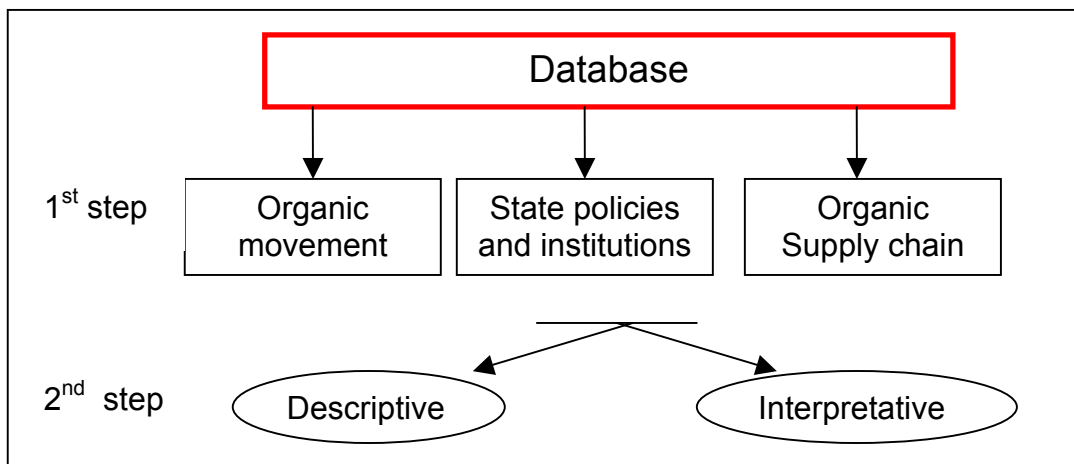 Database
1st step
Organic
movement
State policies
and institutions
Organic
Supply chain
2nd step
Descriptive
Interpretative